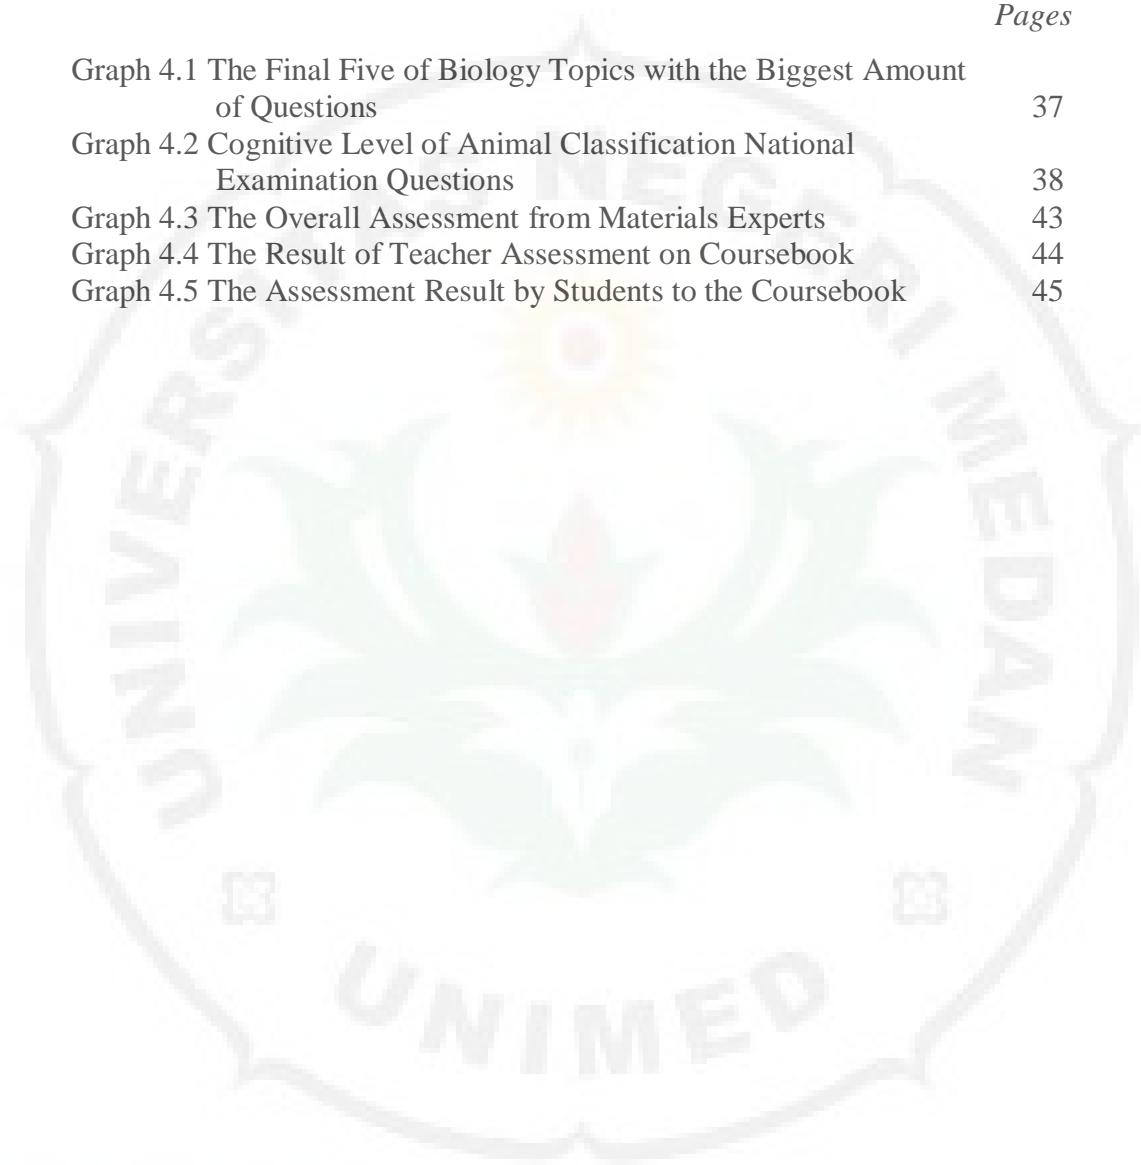 Pages
Graph 4.1 The Final Five of Biology Topics with the Biggest Amount
of Questions 37
Graph 4.2 Cognitive Level of Animal Classification National
Examination Questions 38
Graph 4.3 The Overall Assessment from Materials Experts 43
Graph 4.4 The Result of Teacher Assessment on Coursebook 44
Graph 4.5 The Assessment Result by Students to the Coursebook 45
UNIVERSITAS NEGERI MEDAN
UNIMED